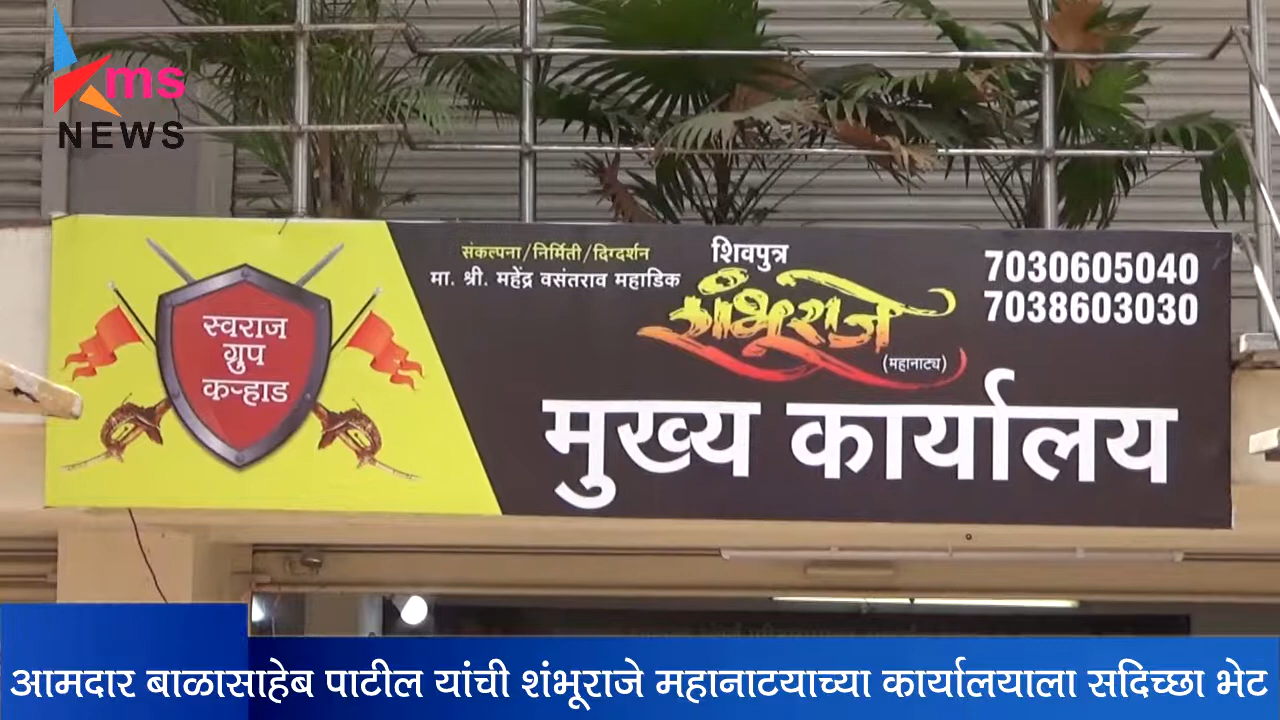 ms
NEWS
संकल्पना/निर्मिती/दिग्दर्शन
मा. श्री. महेंद्र वसंतराव महाडिक
शिवपुत्र
शंभूराजे
(महानाट्य)
7030605040
7038603030
स्वराज
ग्रुप
कऱ्हाड
मुख्य कार्यालय
आमदार बाळासाहेब पाटील यांची शंभूराजे महानाटयाच्या कार्यालयाला सदिच्छा भेट